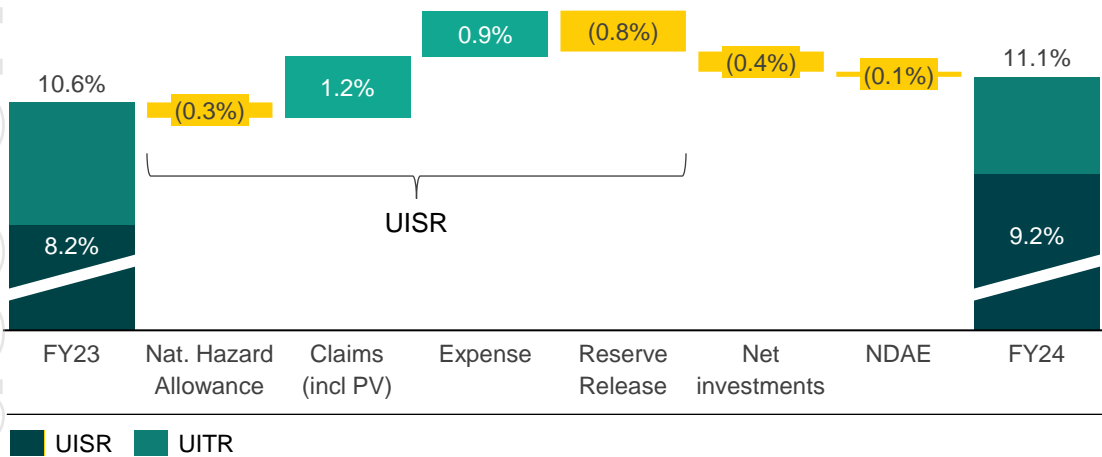 0.9%
(0.8%)
10.6%
(0.3%)
1.2%
(0.4%)
(0.1%)
11.1%
8.2%
UISR
9.2%
FY23
Nat. Hazard
Allowance
Claims
(incl PV)
Expense
Reserve
Release
Net
investments
NDAE
FY24
UISR
UITR